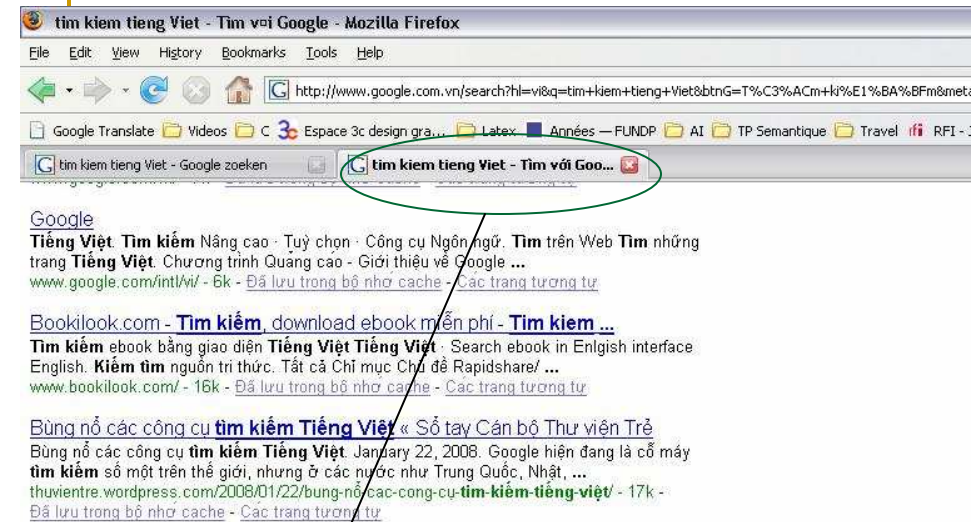 tim kiem tieng Viet - Tìm với Google - Mozilla Firefox
File Edit View History Bookmarks Tools Help
http://www.google.com.vn/search?hl=vi&q=tim+kiem+tieng+Viet&btnG=T%C3%ACm+ki%E1%BA%BFm&meta
Google Translate Videos C Espace 3c design gra... Latex Années — FUNDP AI TP Semantique Travel RFI - 
tim kiem tieng Viet - Google zoeken tim kiem tieng Viet - Tìm với Goo...
Google
Tiếng Việt. Tìm kiếm Nâng cao · Tuỳ chọn · Công cụ Ngôn ngữ. Tìm trên Web Tìm những
trang Tiếng Việt. Chương trình Quảng cáo - Giới thiệu về Google ...
www.google.com/intl/vi/ - 6k - Đã lưu trong bộ nhớ cache - Các trang tương tự
Bookilook.com - Tìm kiếm, download ebook miễn phí - Tim kiem ...
Tìm kiếm ebook bằng giao diện Tiếng Việt Tiếng Việt · Search ebook in Enlgish interface
English. Kiếm tìm nguồn tri thức. Tất cả Chỉ mục Chủ đề Rapidshare/ ...
www.bookilook.com/ - 16k - Đã lưu trong bộ nhớ cache - Các trang tương tự
Bùng nổ các công cụ tìm kiếm Tiếng Việt « Sổ tay Cán bộ Thư viện Trẻ
Bùng nổ các công cụ tìm kiếm Tiếng Việt. January 22, 2008. Google hiện đang là cỗ máy
tìm kiếm số một trên thế giới, nhưng ở các nước như Trung Quốc, Nhật, ...
thuvientre.wordpress.com/2008/01/22/bung-nổ-cac-cong-cụ-tim-kiếm-tiếng-việt/ - 17k -
Đã lưu trong bộ nhớ cache - Các trang tương tự